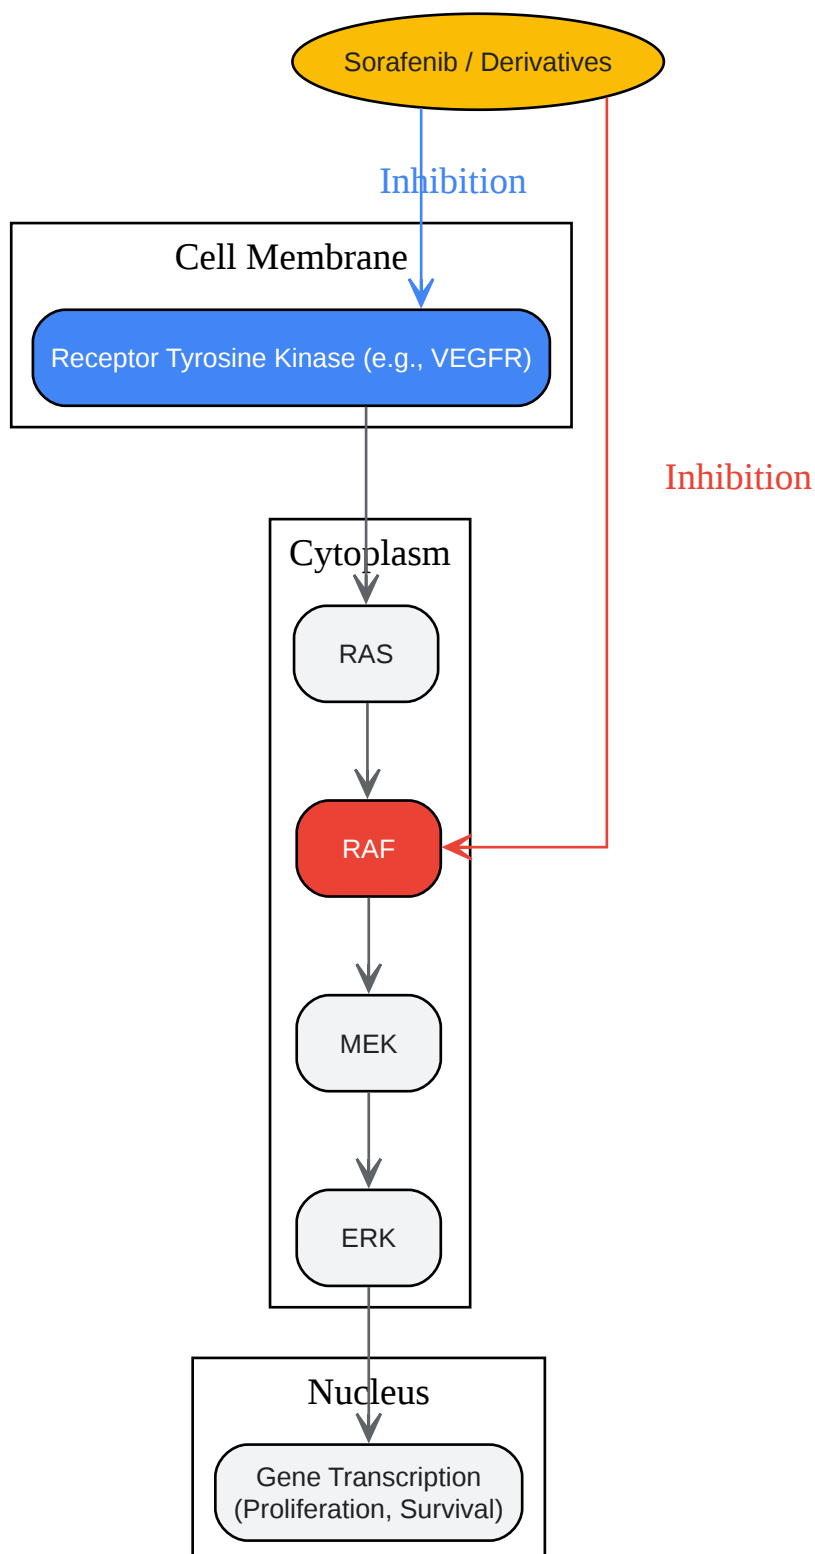 Sorafenib / Derivatives
Inhibition
Cell Membrane
Receptor Tyrosine Kinase (e.g., VEGFR)
Inhibition
Cytoplasm
RAS
RAF
MEK
ERK
Nucleus
Gene Transcription
(Proliferation, Survival)